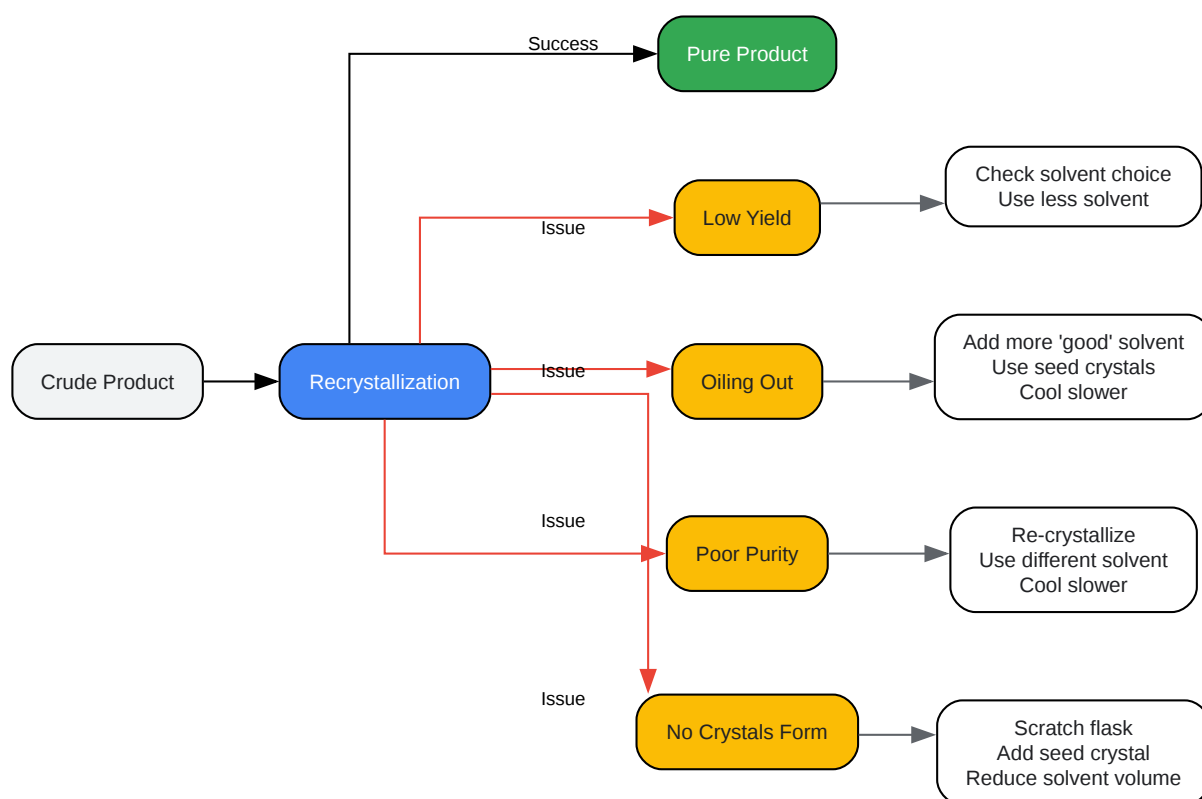 Success
Pure Product
Check solvent choice
Use less solvent
Low Yield
Issue
Crude Product
Recrystallization
Issue
Oiling Out
Add more 'good' solvent
Use seed crystals
Cool slower
Issue
Poor Purity
Re-crystallize
Use different solvent
Cool slower
Issue
No Crystals Form
Scratch flask
Add seed crystal
Reduce solvent volume